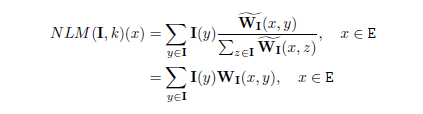 NLM(I, k)(x) = ∑_{y∈I} I(y) \frac{\widetilde{W_I}(x, y)}{∑_{z∈I} \widetilde{W_I}(x, z)}, x ∈ E
= ∑_{y∈I} I(y)W_I(x, y), x ∈ E